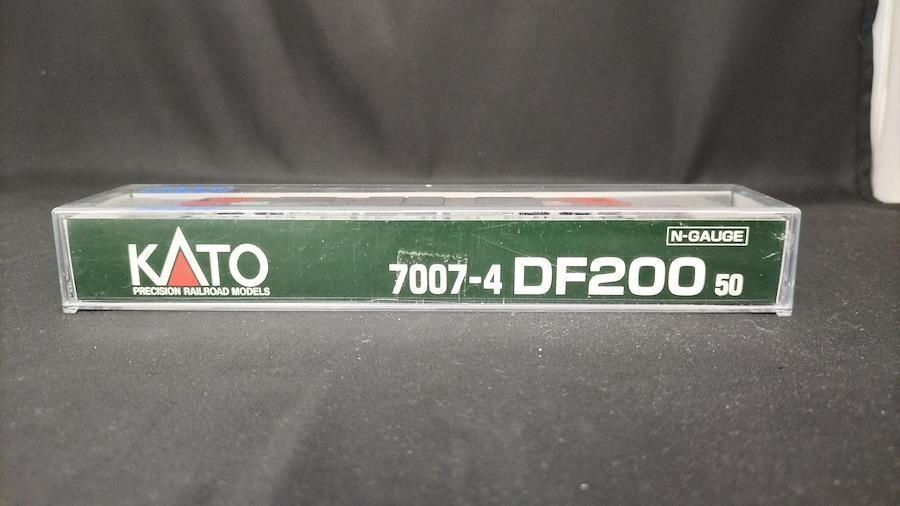 KATO
PRECISION RAILROAD MODELS
N-GAUGE
7007-4 DF200 50